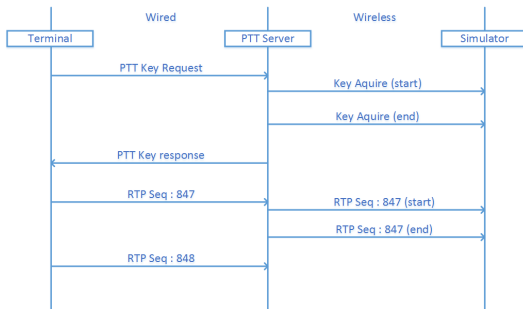 Wired
Wireless
Terminal
PTT Server
Simulator
PTT Key Request
Key Aquire (start)
Key Aquire (end)
PTT Key response
RTP Seq : 847
RTP Seq : 847 (start)
RTP Seq : 847 (end)
RTP Seq : 848